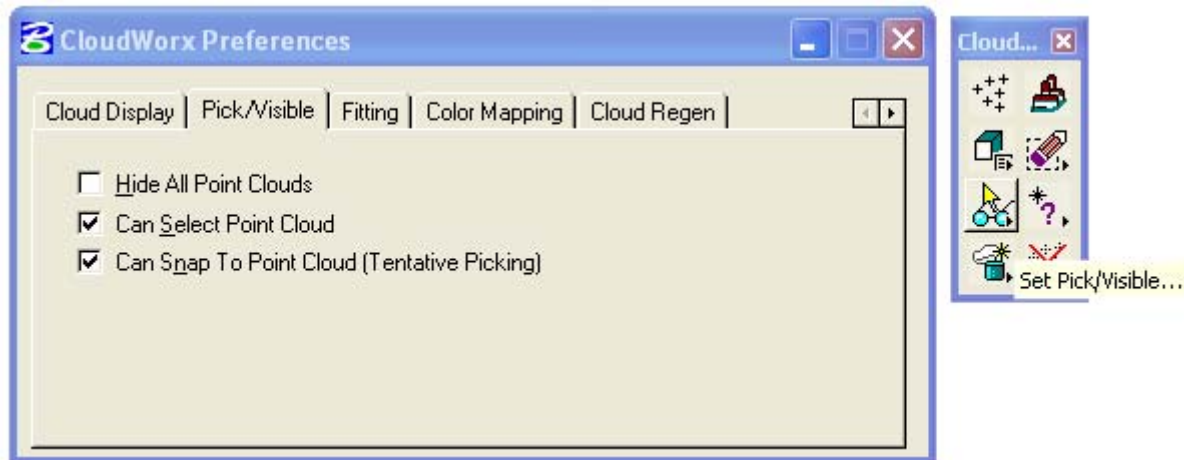 CloudWorx Preferences
Cloud...
Cloud Display Pick/Visible Fitting Color Mapping Cloud Regen
Hide All Point Clouds
Can Select Point Cloud
Can Snap To Point Cloud (Tentative Picking)
Set Pick/Visible...